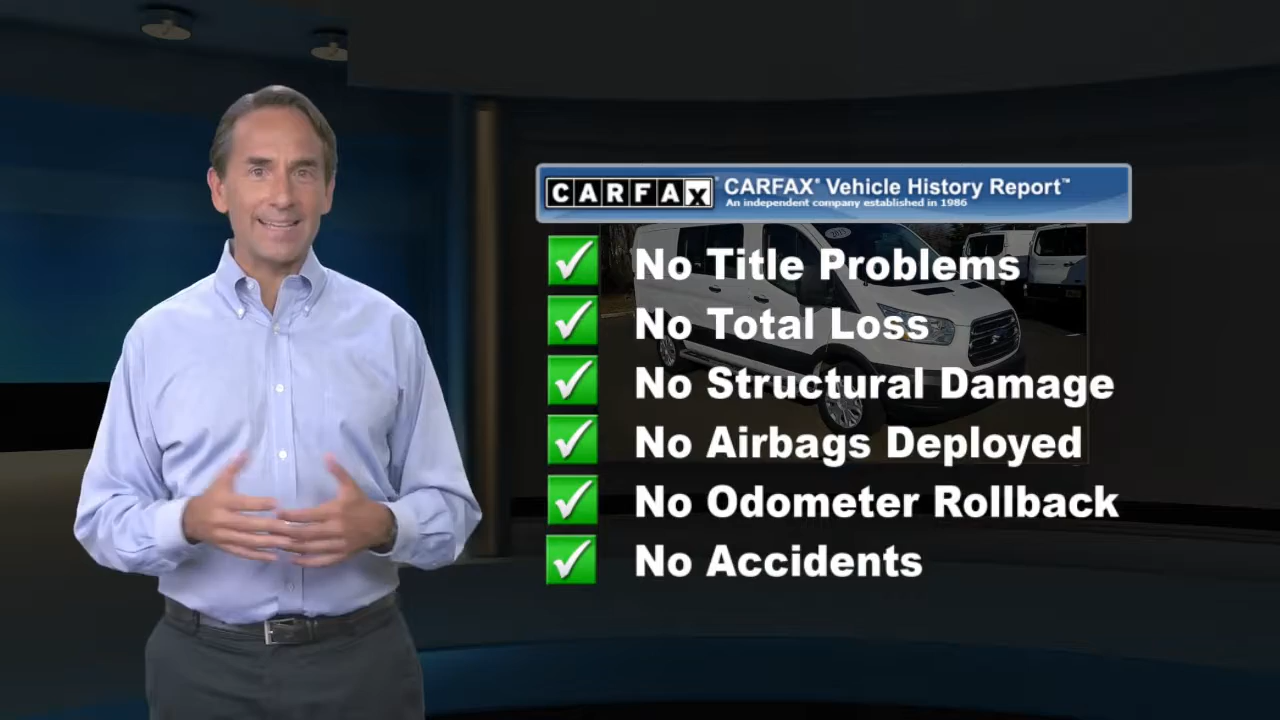 CARFAX
CARFAX® Vehicle History Report™
An independent company established in 1986
No Title Problems
No Total Loss
No Structural Damage
No Airbags Deployed
No Odometer Rollback
No Accidents